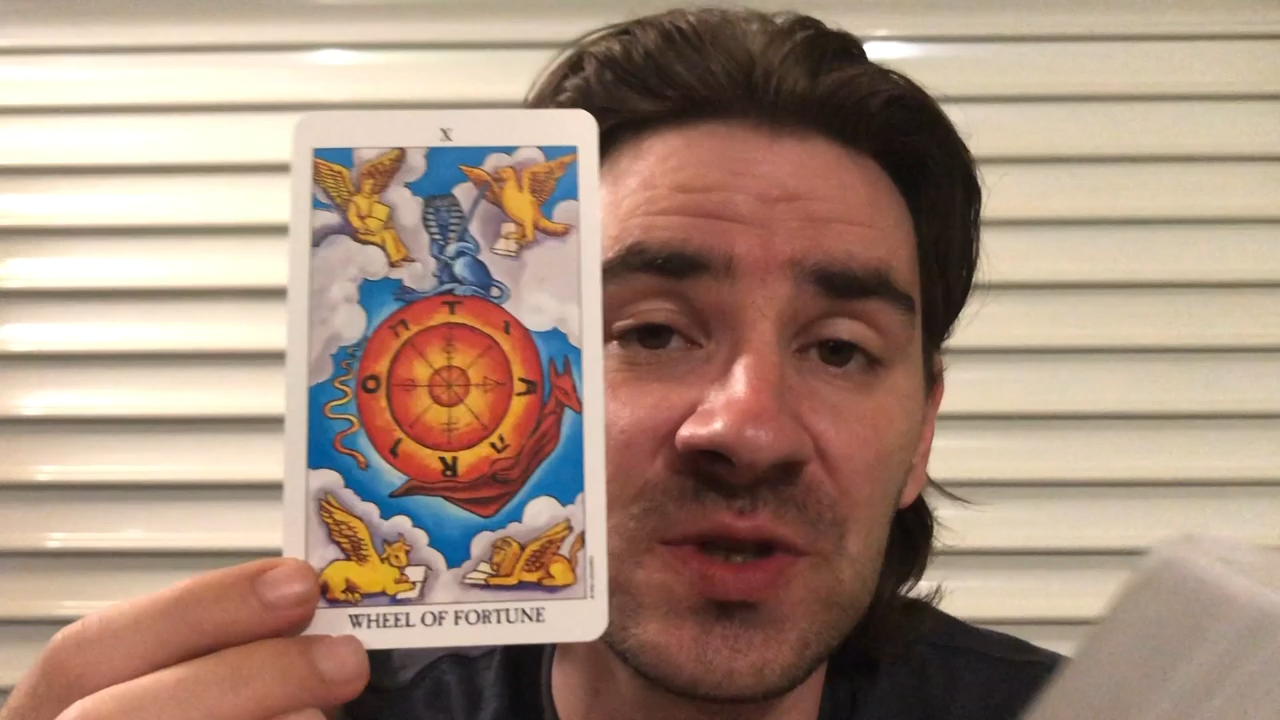 X
ה T י
O A
ו R ה
WHEEL OF FORTUNE